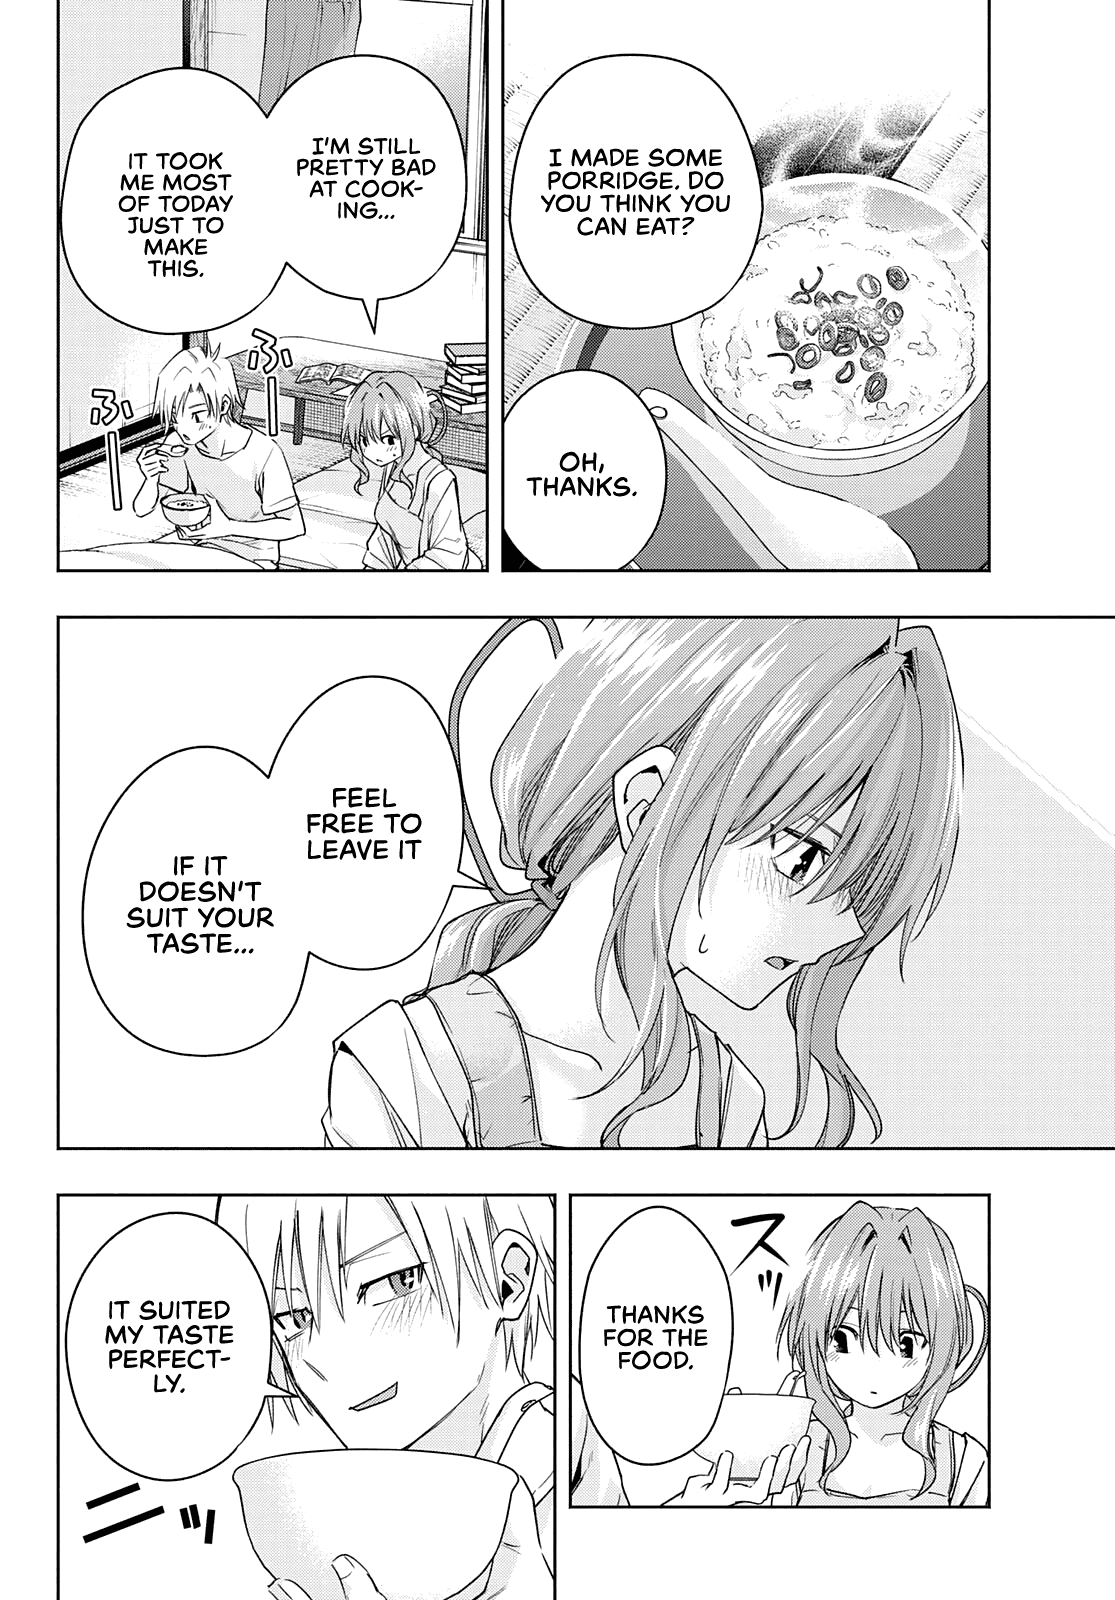 I MADE SOME
PORRIDGE. DO
YOU THINK YOU
CAN EAT?
OH,
THANKS.
I'M STILL
PRETTY BAD
AT COOK-
ING...
IT TOOK
ME MOST
OF TODAY
JUST TO
MAKE
THIS.
ふー
ふー
FEEL
FREE TO
LEAVE IT
IF IT
DOESN'T
SUIT YOUR
TASTE...
THANKS
FOR THE
FOOD.
スッ
IT SUITED
MY TASTE
PERFECT-
LY.
ニッ